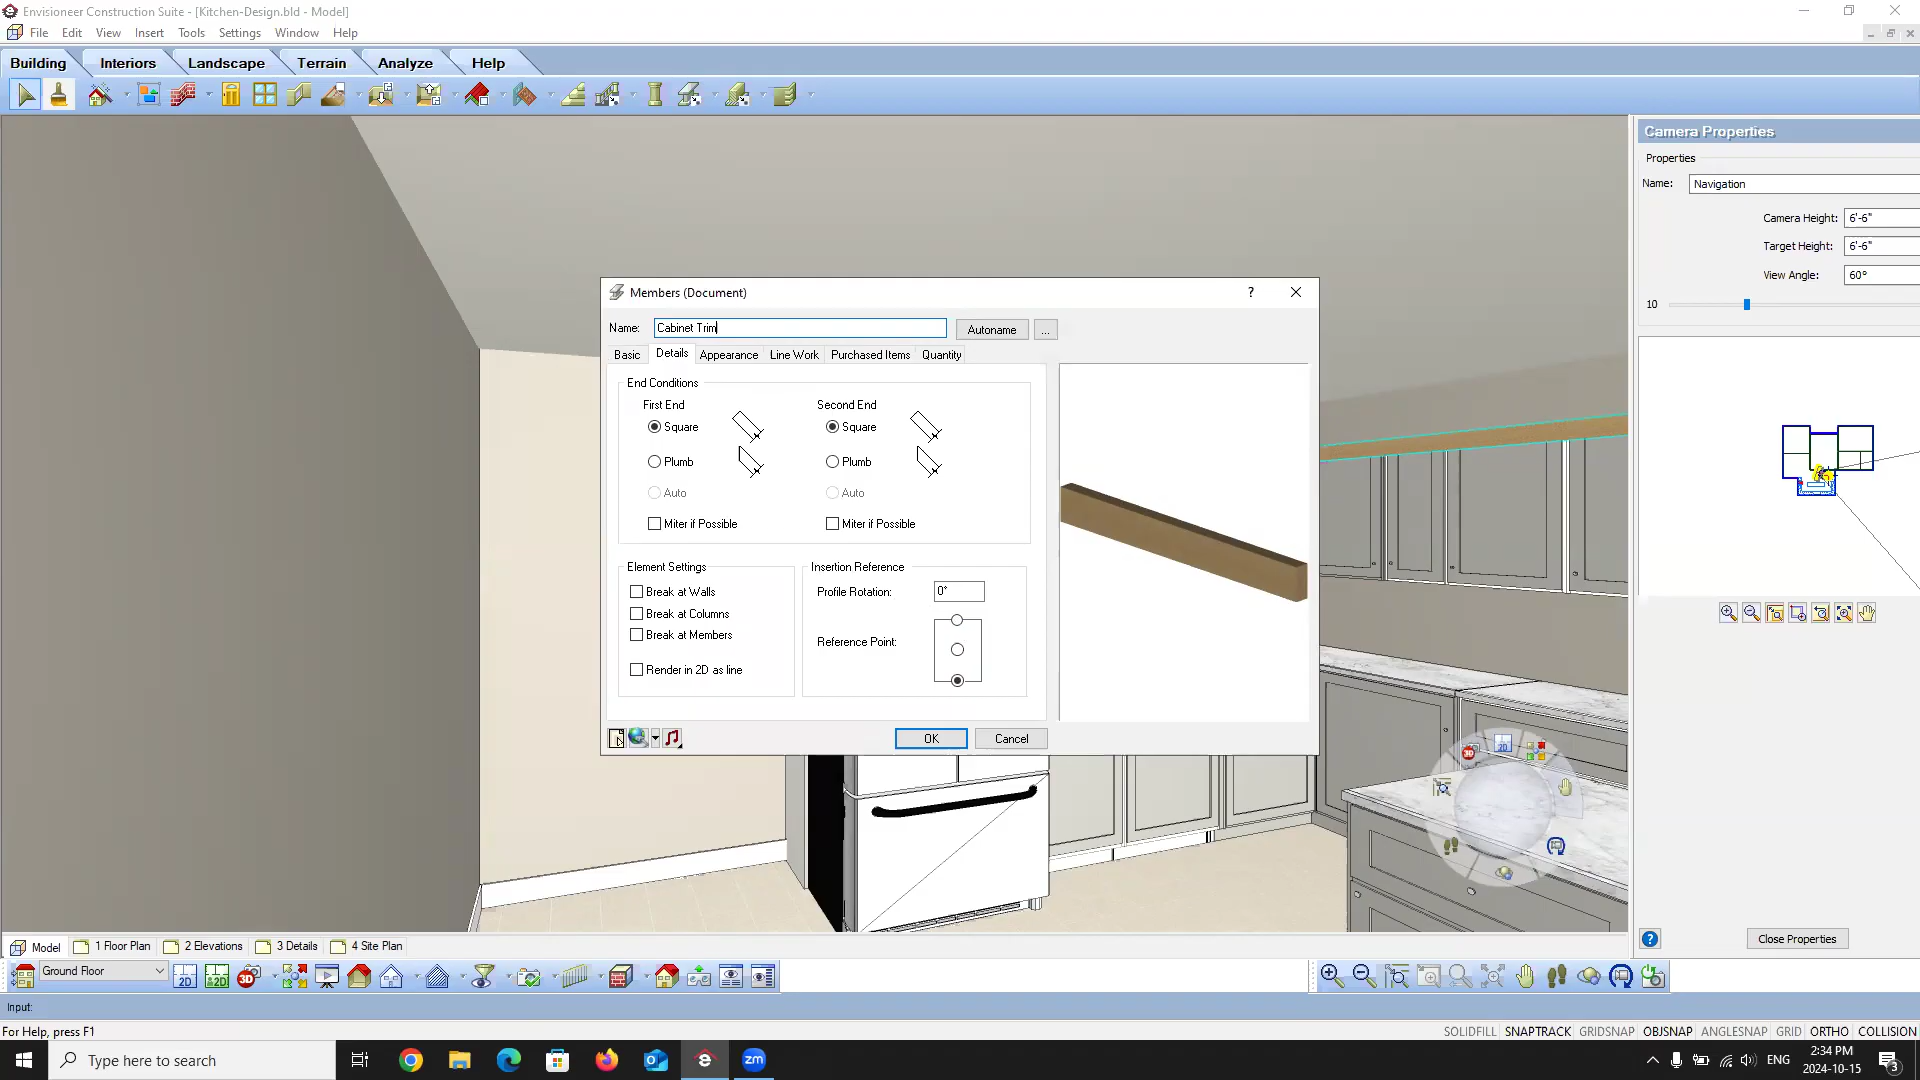 Envisioneer Construction Suite - [Kitchen-Design.bld - Model]
File Edit View Insert Tools Settings Window Help
Building Interiors Landscape Terrain Analyze Help
Camera Properties
Properties
Name: Navigation
Camera Height: 6'-6"
Target Height: 6'-6"
View Angle: 60°
10
Members (Document)
?
Name: Cabinet Trim Autoname ...
Basic Details Appearance Line Work Purchased Items Quantity
End Conditions
First End Second End
Square Square
Plumb Plumb
Auto Auto
Miter if Possible Miter if Possible
Element Settings Insertion Reference
Break at Walls Profile Rotation: 0°
Break at Columns
Break at Members Reference Point:
Render in 2D as line
OK Cancel
3D 2D
Model 1 Floor Plan 2 Elevations 3 Details 4 Site Plan
Close Properties
Ground Floor 2D 2D 3D
Input:
For Help, press F1
SOLIDFILL SNAPTRACK GRIDSNAP OBJSNAP ANGLESNAP GRID ORTHO COLLISION
Type here to search
zm
ENG
2:34 PM
2024-10-15
3